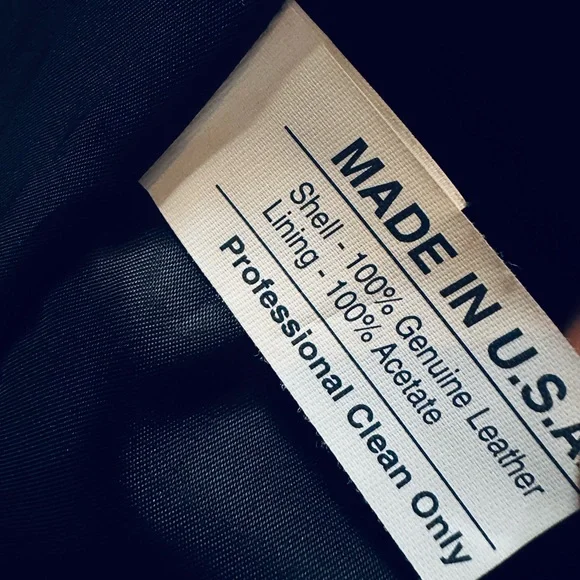 MADE IN U.S.A
Shell - 100% Genuine Leather
Lining - 100% Acetate
Professional Clean Only